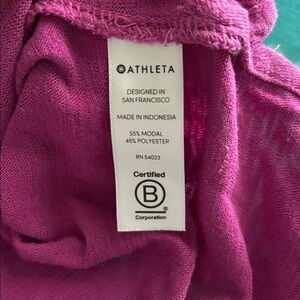 ATHLETA
DESIGNED IN
SAN FRANCISCO
MADE IN INDONESIA
55% MODAL
45% POLYESTER
RN 54023
Certified
B
Corporation